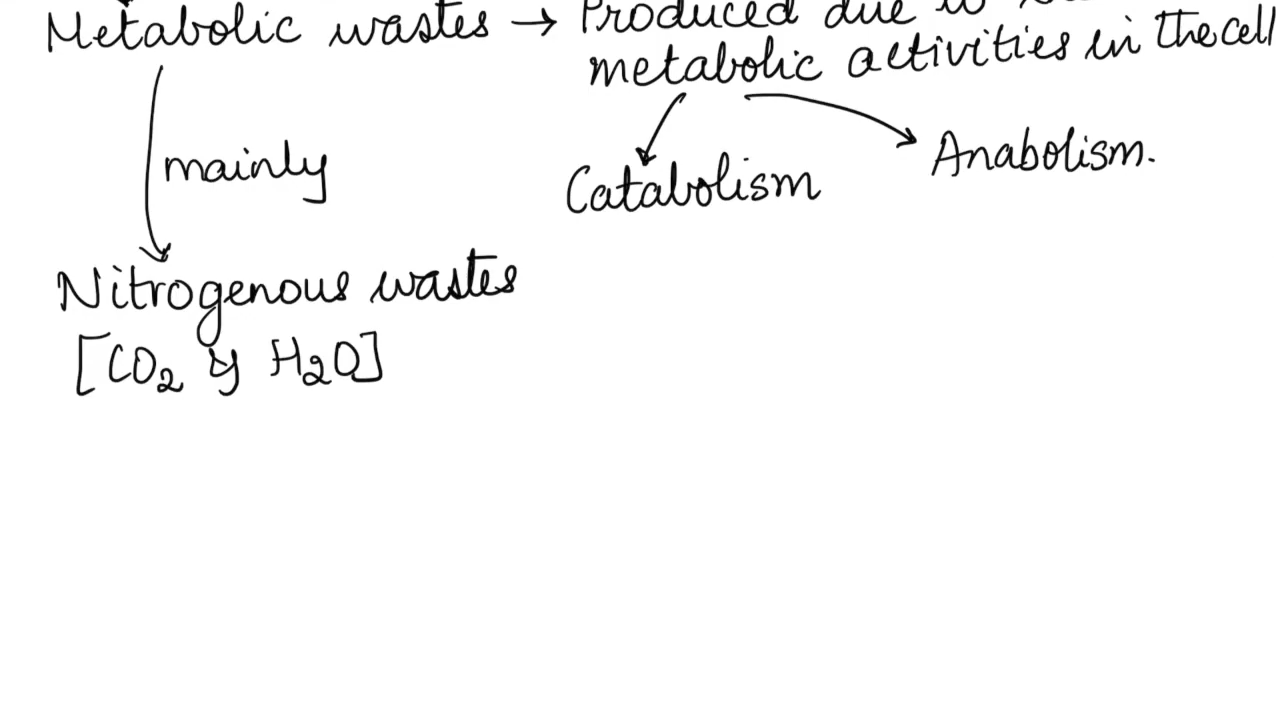 Metabolic wastes → Produced due to
metabolic activities in the cell
mainly
Catabolism
Anabolism.
Nitrogenous wastes
[CO₂ & H₂O]